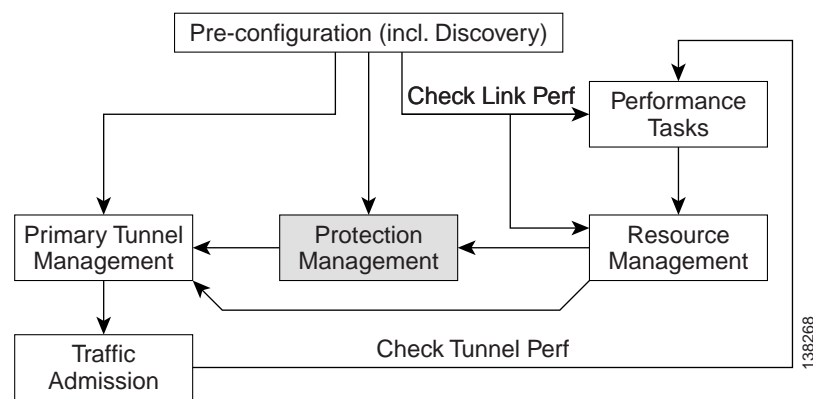 Pre-configuration (incl. Discovery)
Check Link Perf
Performance
Tasks
Primary Tunnel
Management
Protection
Management
Resource
Management
Traffic
Admission
Check Tunnel Perf
138268